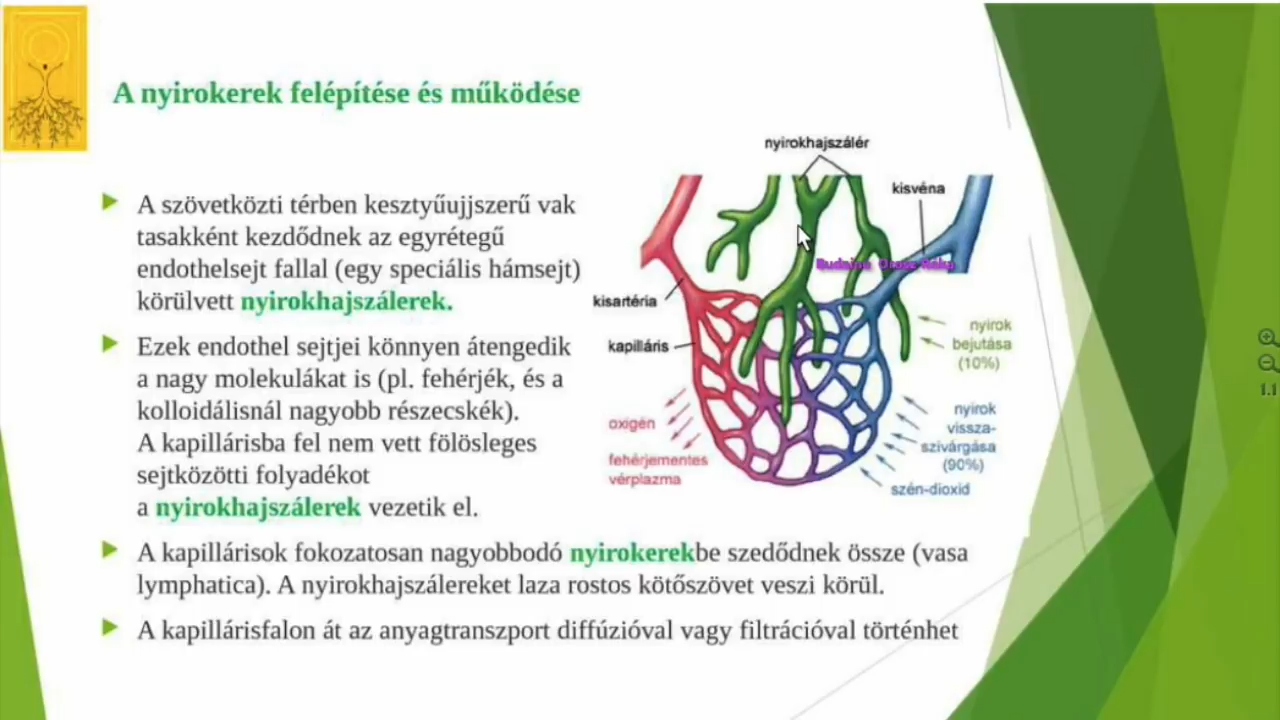 A nyirokerek felépítése és működése
A szövetközti térben kesztyűujjszerű vak
tasakként kezdődnek az egyrétegű
endothelsejt fallal (egy speciális hámsejt)
körülvett nyirokhajszálerek.
Ezek endothel sejtjei könnyen átengedik
a nagy molekulákat is (pl. fehérjék, és a
kolloidálisnál nagyobb részecskék).
A kapillárisba fel nem vett fölösleges
sejtközötti folyadékot
a nyirokhajszálerek vezetik el.
A kapillárisok fokozatosan nagyobbodó nyirokerekbe szedődnek össze (vasa
lymphatica). A nyirokhajszálereket laza rostos kötőszövet veszi körül.
A kapillárisfalon át az anyagtranszport diffúzióval vagy filtrációval történhet
nyirokhajszálér
kisvéna
kisartéria
kapilláris
nyirok
bejutása
(10%)
oxigén
fehérjementes
vérplazma
nyirok
vissza-
szivárgása
(90%)
szén-dioxid
1.1